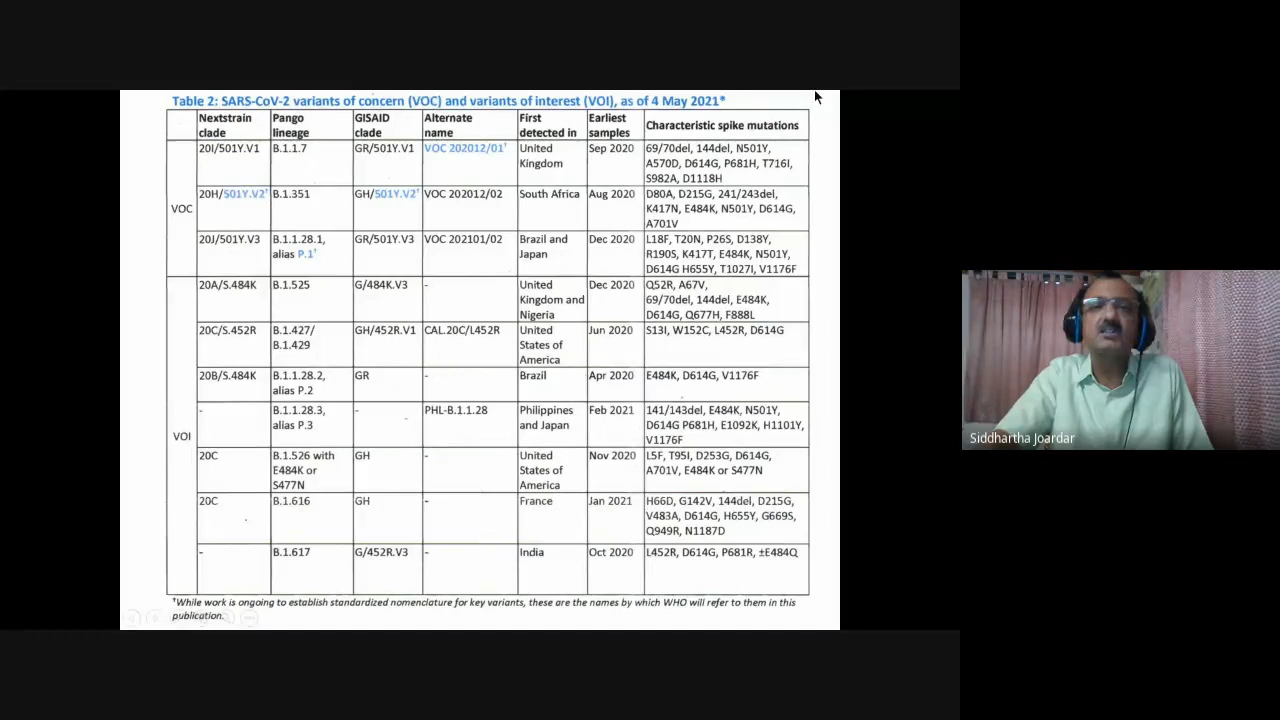 Table 2: SARS-CoV-2 variants of concern (VOC) and variants of interest (VOI), as of 4 May 2021*
Nextstrain clade Pango lineage GISAID clade Alternate name First detected in Earliest samples Characteristic spike mutations
VOC
20I/501Y.V1 B.1.1.7 GR/501Y.V1 VOC 202012/01† United Kingdom Sep 2020 69/70del, 144del, N501Y,
A570D, D614G, P681H, T716I,
S982A, D1118H
20H/501Y.V2† B.1.351 GH/501Y.V2† VOC 202012/02 South Africa Aug 2020 D80A, D215G, 241/243del,
K417N, E484K, N501Y, D614G,
A701V
20J/501Y.V3 B.1.1.28.1, alias P.1† GR/501Y.V3 VOC 202101/02 Brazil and Japan Dec 2020 L18F, T20N, P26S, D138Y,
R190S, K417T, E484K, N501Y,
D614G H655Y, T1027I, V1176F
VOI
20A/S.484K B.1.525 G/484K.V3 - United Kingdom and Nigeria Dec 2020 Q52R, A67V,
69/70del, 144del, E484K,
D614G, Q677H, F888L
20C/S.452R B.1.427/ B.1.429 GH/452R.V1 CAL.20C/L452R United States of America Jun 2020 S13I, W152C, L452R, D614G
20B/S.484K B.1.1.28.2, alias P.2 GR - Brazil Apr 2020 E484K, D614G, V1176F
- B.1.1.28.3, alias P.3 - PHL-B.1.1.28 Philippines and Japan Feb 2021 141/143del, E484K, N501Y,
D614G P681H, E1092K, H1101Y,
V1176F
20C B.1.526 with E484K or S477N GH - United States of America Nov 2020 L5F, T95I, D253G, D614G,
A701V, E484K or S477N
20C B.1.616 GH - France Jan 2021 H66D, G142V, 144del, D215G,
V483A, D614G, H655Y, G669S,
Q949R, N1187D
- B.1.617 G/452R.V3 - India Oct 2020 L452R, D614G, P681R, ±E484Q
†While work is ongoing to establish standardized nomenclature for key variants, these are the names by which WHO will refer to them in this
publication.
Siddhartha Joardar